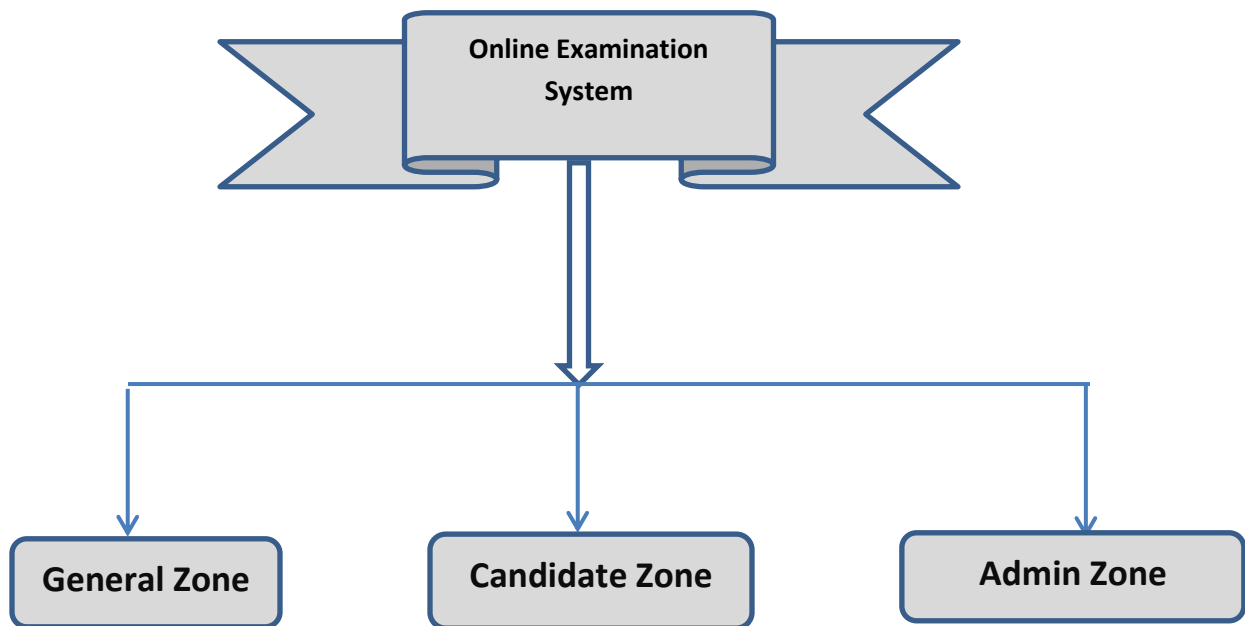 Online Examination
System
General Zone
Candidate Zone
Admin Zone